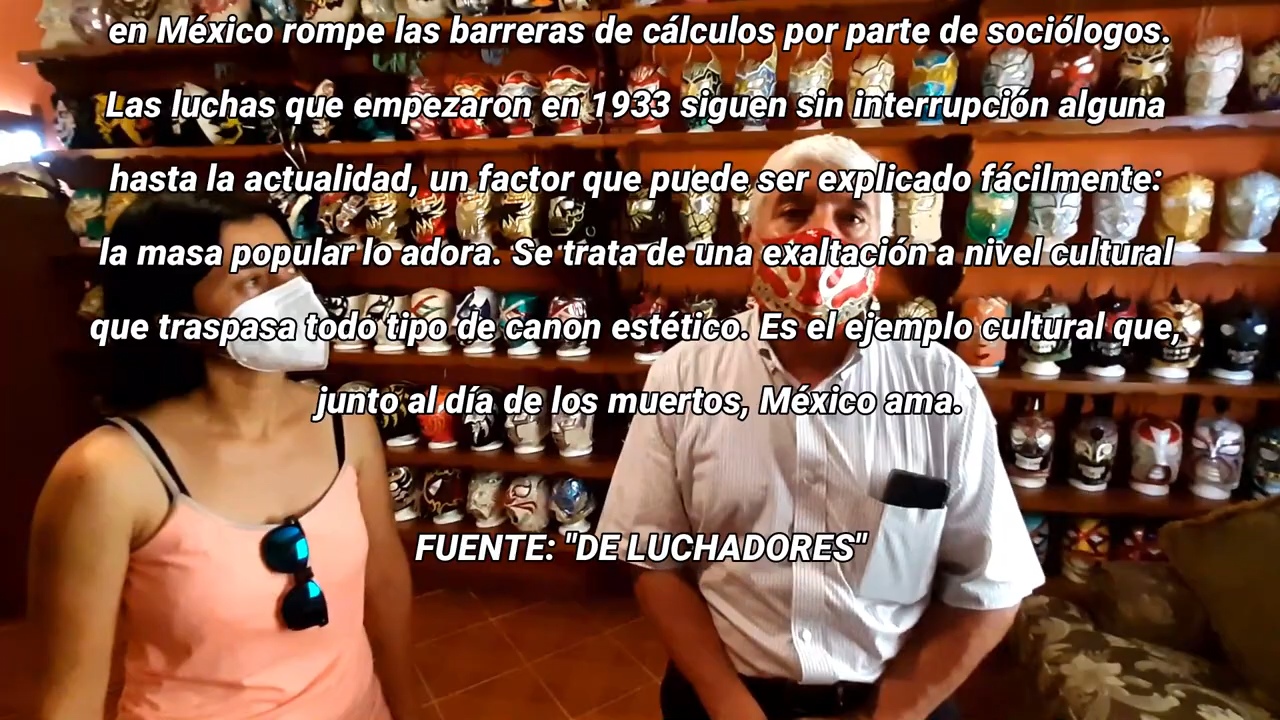 en México rompe las barreras de cálculos por parte de sociólogos.
Las luchas que empezaron en 1933 siguen sin interrupción alguna
hasta la actualidad, un factor que puede ser explicado fácilmente:
la masa popular lo adora. Se trata de una exaltación a nivel cultural
que traspasa todo tipo de canon estético. Es el ejemplo cultural que,
junto al día de los muertos, México ama.
FUENTE: "DE LUCHADORES"